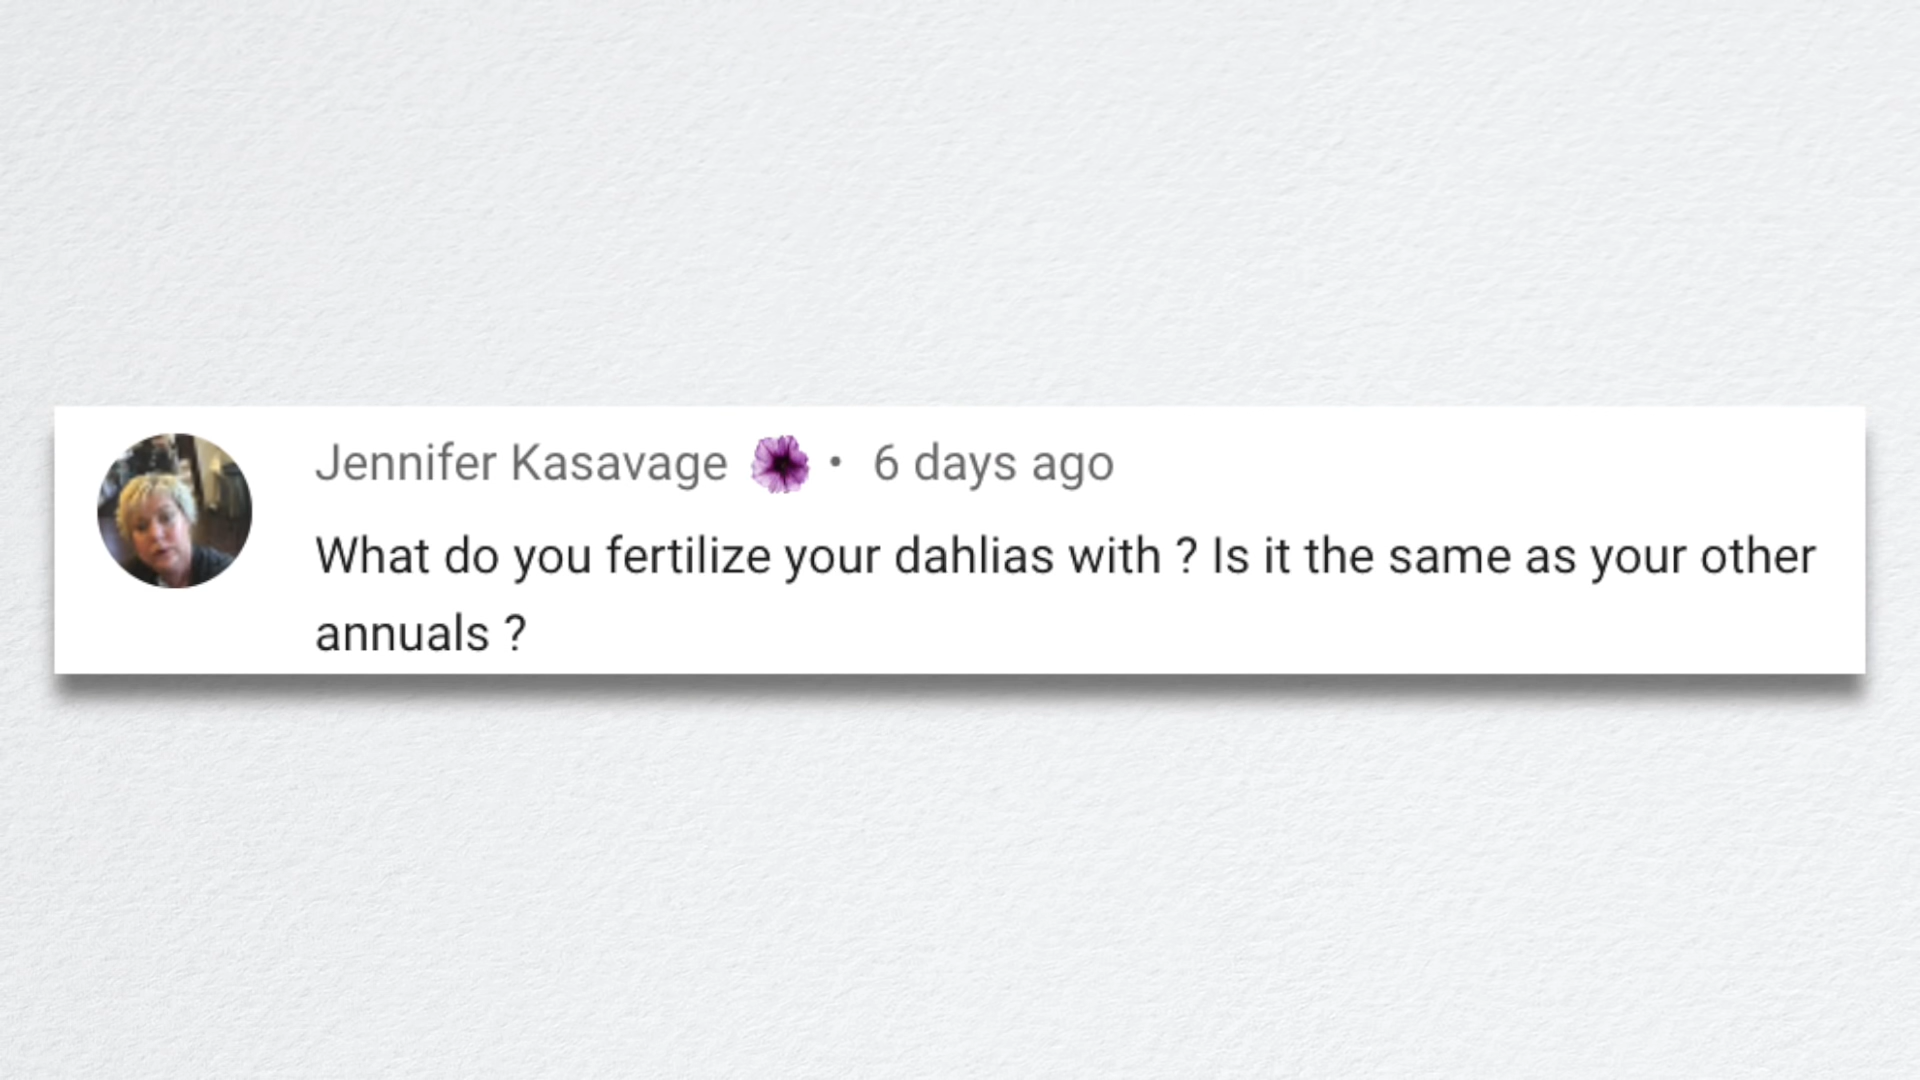 Jennifer Kasavage • 6 days ago
What do you fertilize your dahlias with ? Is it the same as your other
annuals ?